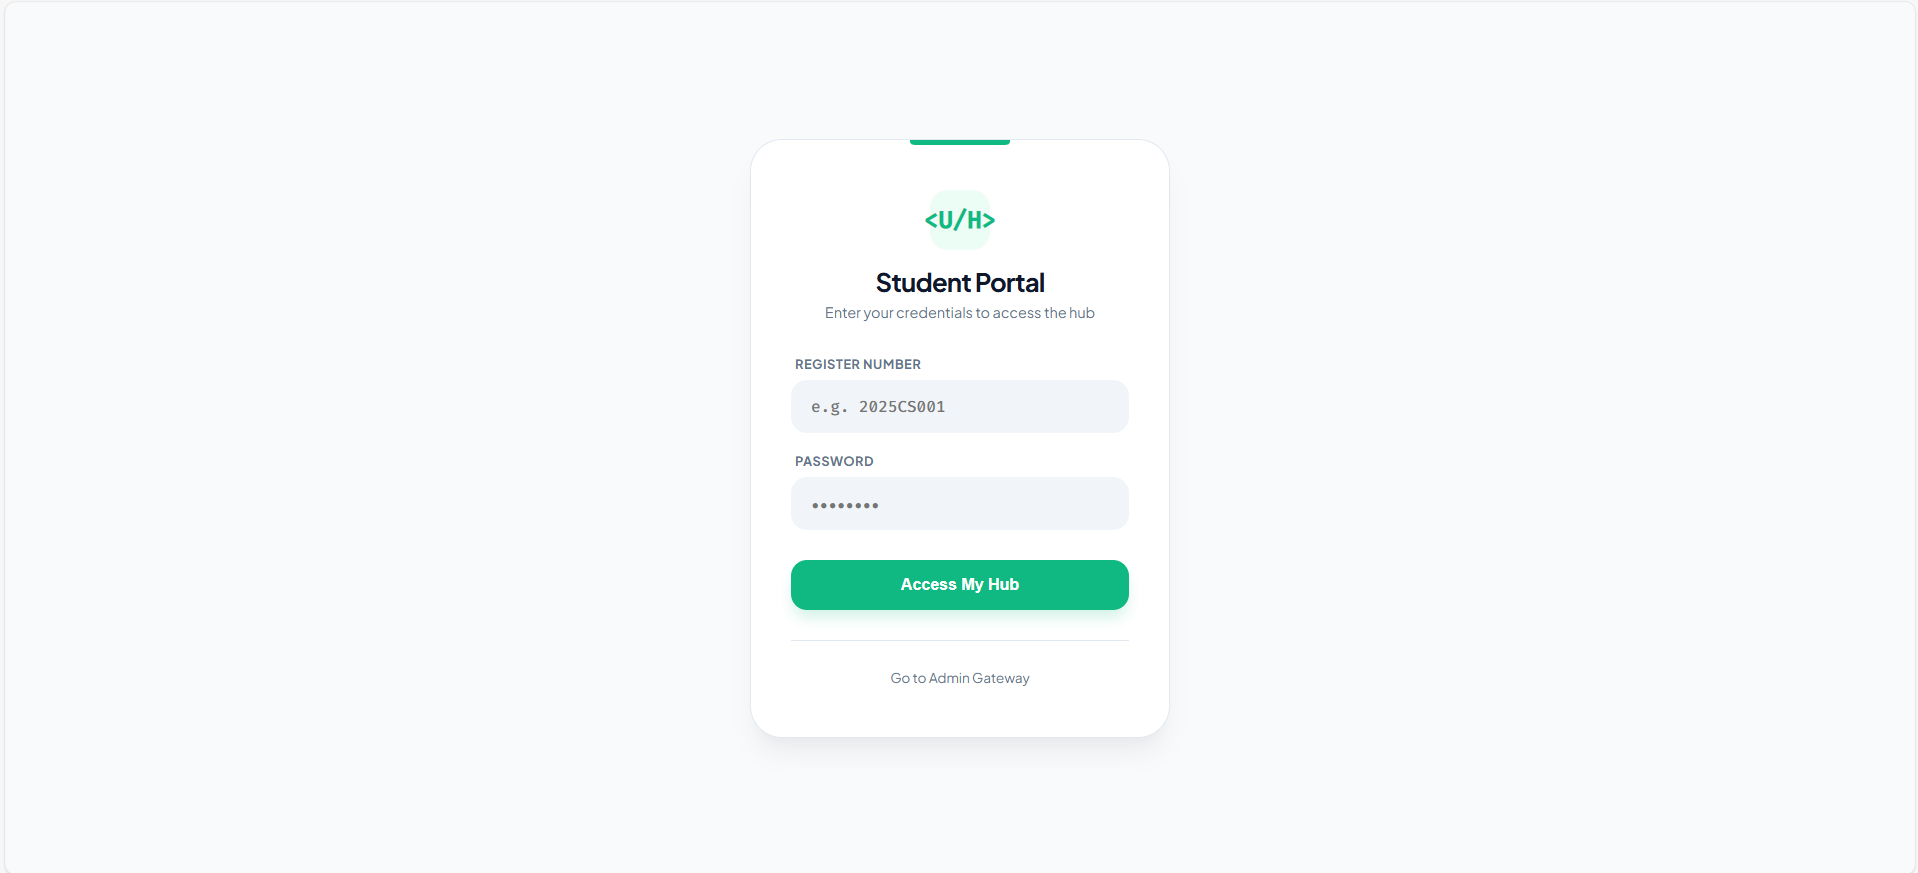 <U/H>
Student Portal
Enter your credentials to access the hub
REGISTER NUMBER
e.g. 2025CS001
PASSWORD
••••••••
Access My Hub
Go to Admin Gateway